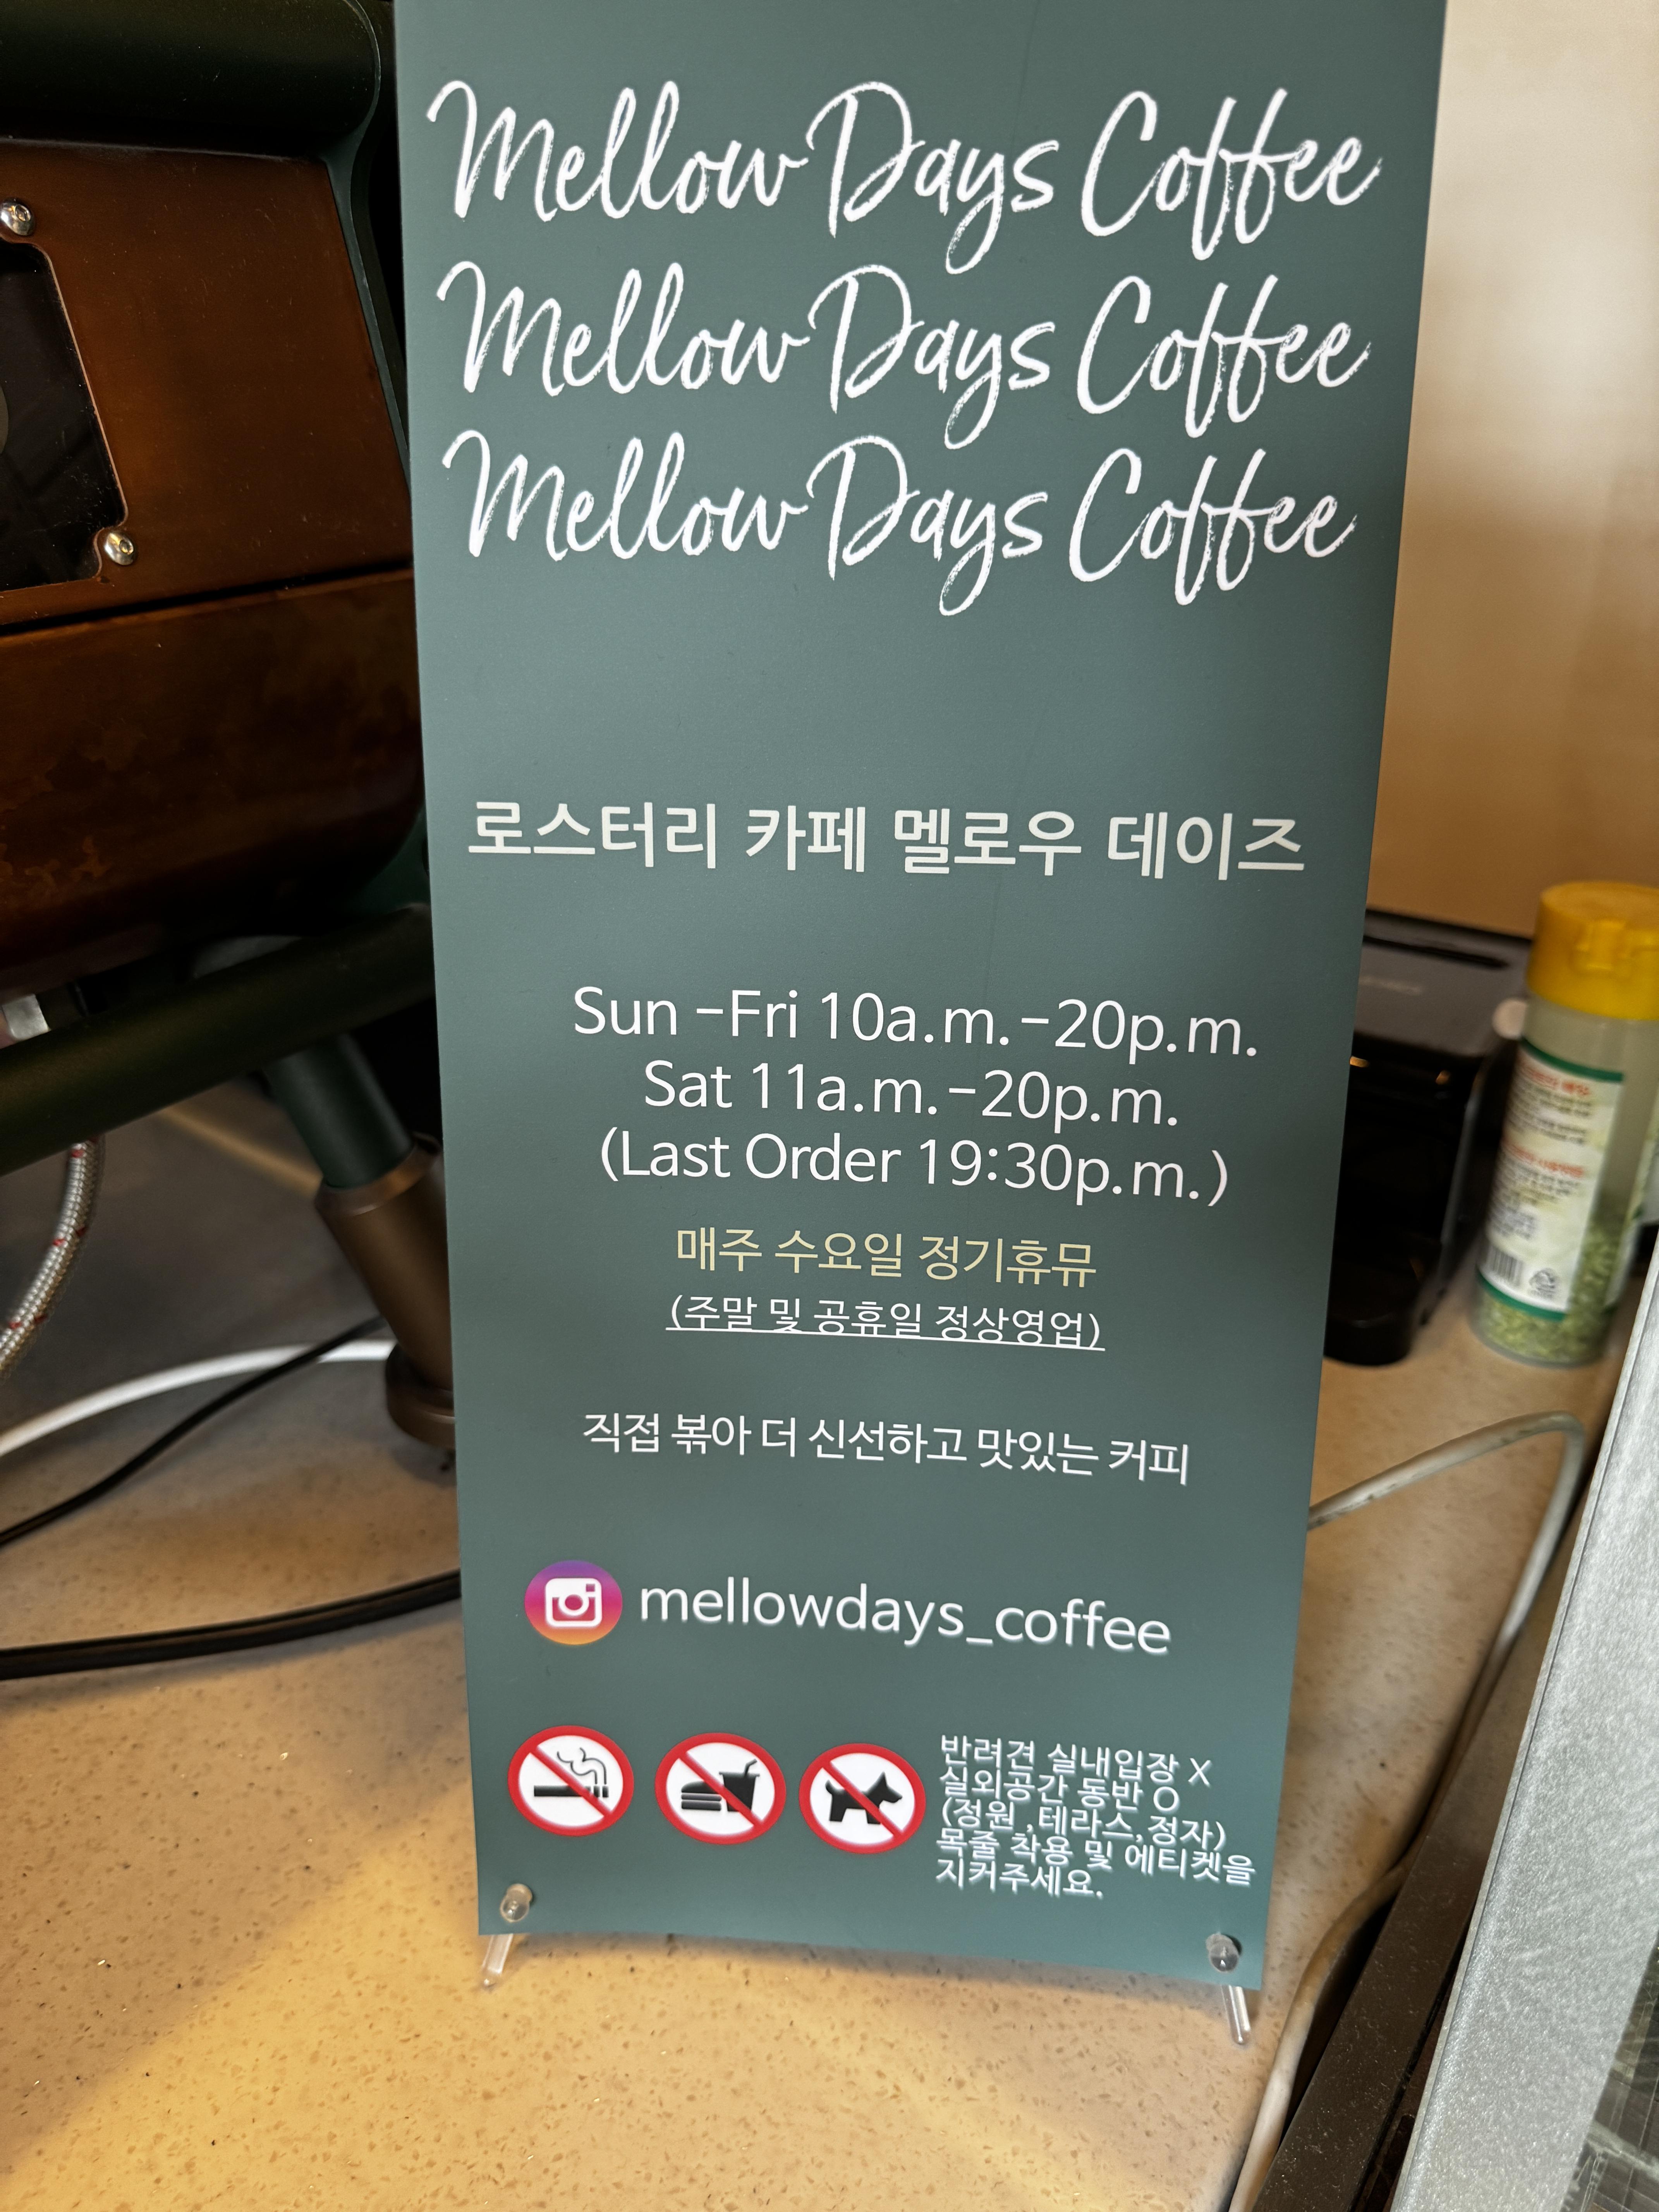 Mellow Days Coffee
Mellow Days Coffee
Mellow Days Coffee
로스터리 카페 멜로우 데이즈
Sun -Fri 10a.m.-20p.m.
Sat 11a.m.-20p.m.
(Last Order 19:30p.m.)
매주 수요일 정기휴뮤
(주말 및 공휴일 정상영업)
직접 볶아 더 신선하고 맛있는 커피
mellowdays_coffee
반려견 실내입장 X
실외공간 동반 O
(정원 ,테라스,정자)
목줄 착용 및 에티켓을
지커주세요.